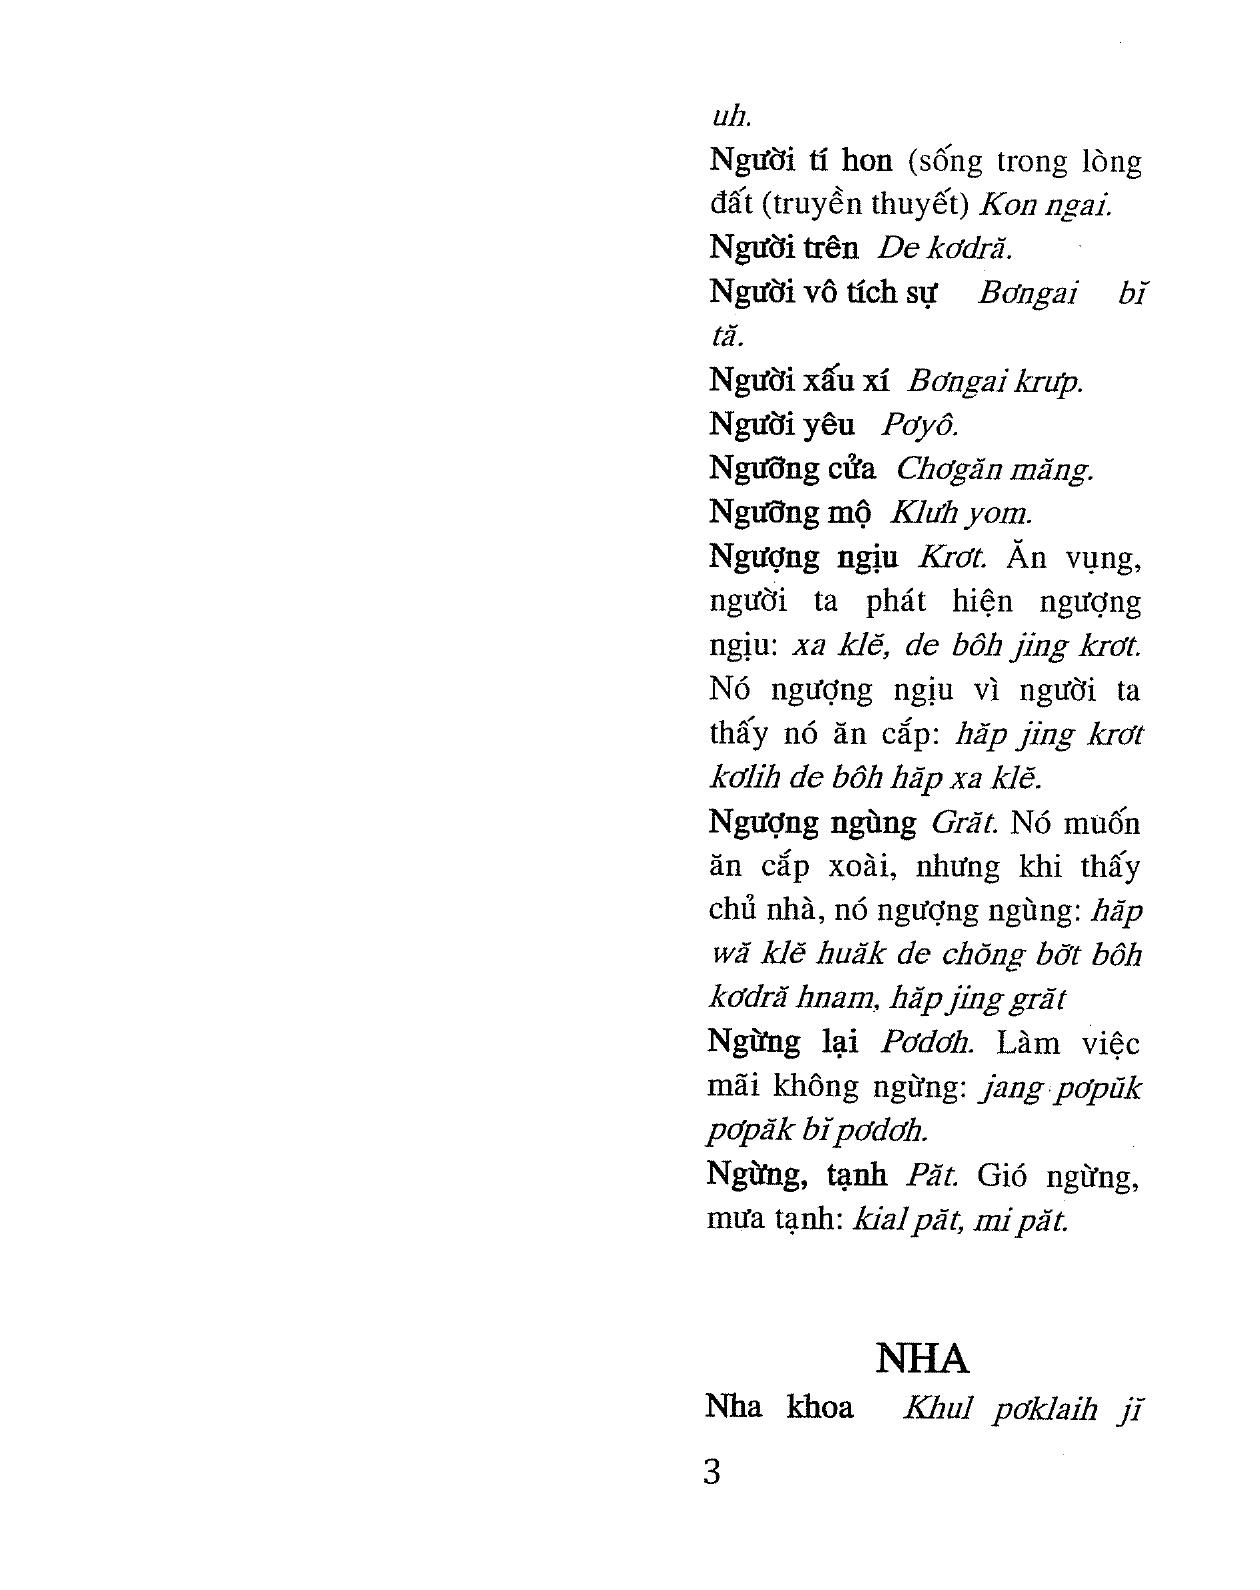 uh.
Người tí hon (sống trong lòng
đất (truyền thuyết) Kon ngai.
Người trên De kơdră.
Người vô tích sự Bơngai bĭ
tă.
Người xấu xí Bơngai krưp.
Người yêu Pơyô.
Ngưỡng cửa Chơgăn măng.
Ngưỡng mộ Klưh yom.
Ngượng ngịu Krơt. Ăn vụng,
người ta phát hiện ngượng
ngịu: xa klĕ, de bôh jing krơt.
Nó ngượng ngịu vì người ta
thấy nó ăn cắp: hăp jing krơt
kơlih de bôh hăp xa klĕ.
Ngượng ngùng Grăt. Nó muốn
ăn cắp xoài, nhưng khi thấy
chủ nhà, nó ngượng ngùng: hăp
wă klĕ huăk de chŏng bơ̆t bôh
kơdră hnam, hăp jing grăt
Ngừng lại Pơdơh. Làm việc
mãi không ngừng: jang pơpŭk
pơpăk bĭ pơdơh.
Ngừng, tạnh Păt. Gió ngừng,
mưa tạnh: kial păt, mi păt.
NHA
Nha khoa Khul pơklaih jĭ
3